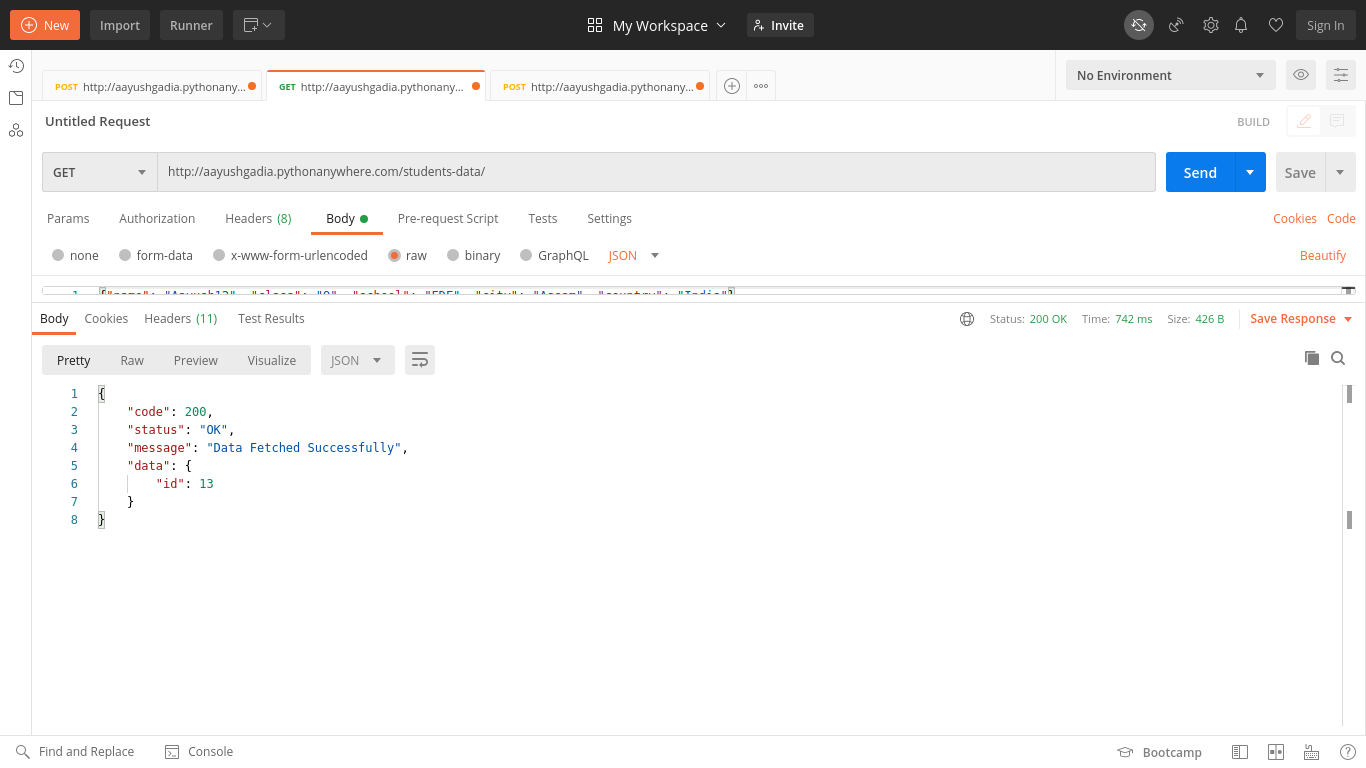 New Import Runner My Workspace Invite Sign In
POST http://aayushgadia.pythonany... GET http://aayushgadia.pythonany... POST http://aayushgadia.pythonany... No Environment
Untitled Request BUILD
GET http://aayushgadia.pythonanywhere.com/students-data/ Send Save
Params Authorization Headers (8) Body Pre-request Script Tests Settings Cookies Code
none form-data x-www-form-urlencoded raw binary GraphQL JSON Beautify
Body Cookies Headers (11) Test Results Status: 200 OK Time: 742 ms Size: 426 B Save Response
Pretty Raw Preview Visualize JSON
1 {
2 "code": 200,
3 "status": "OK",
4 "message": "Data Fetched Successfully",
5 "data": {
6 "id": 13
7 }
8 }
Find and Replace Console Bootcamp